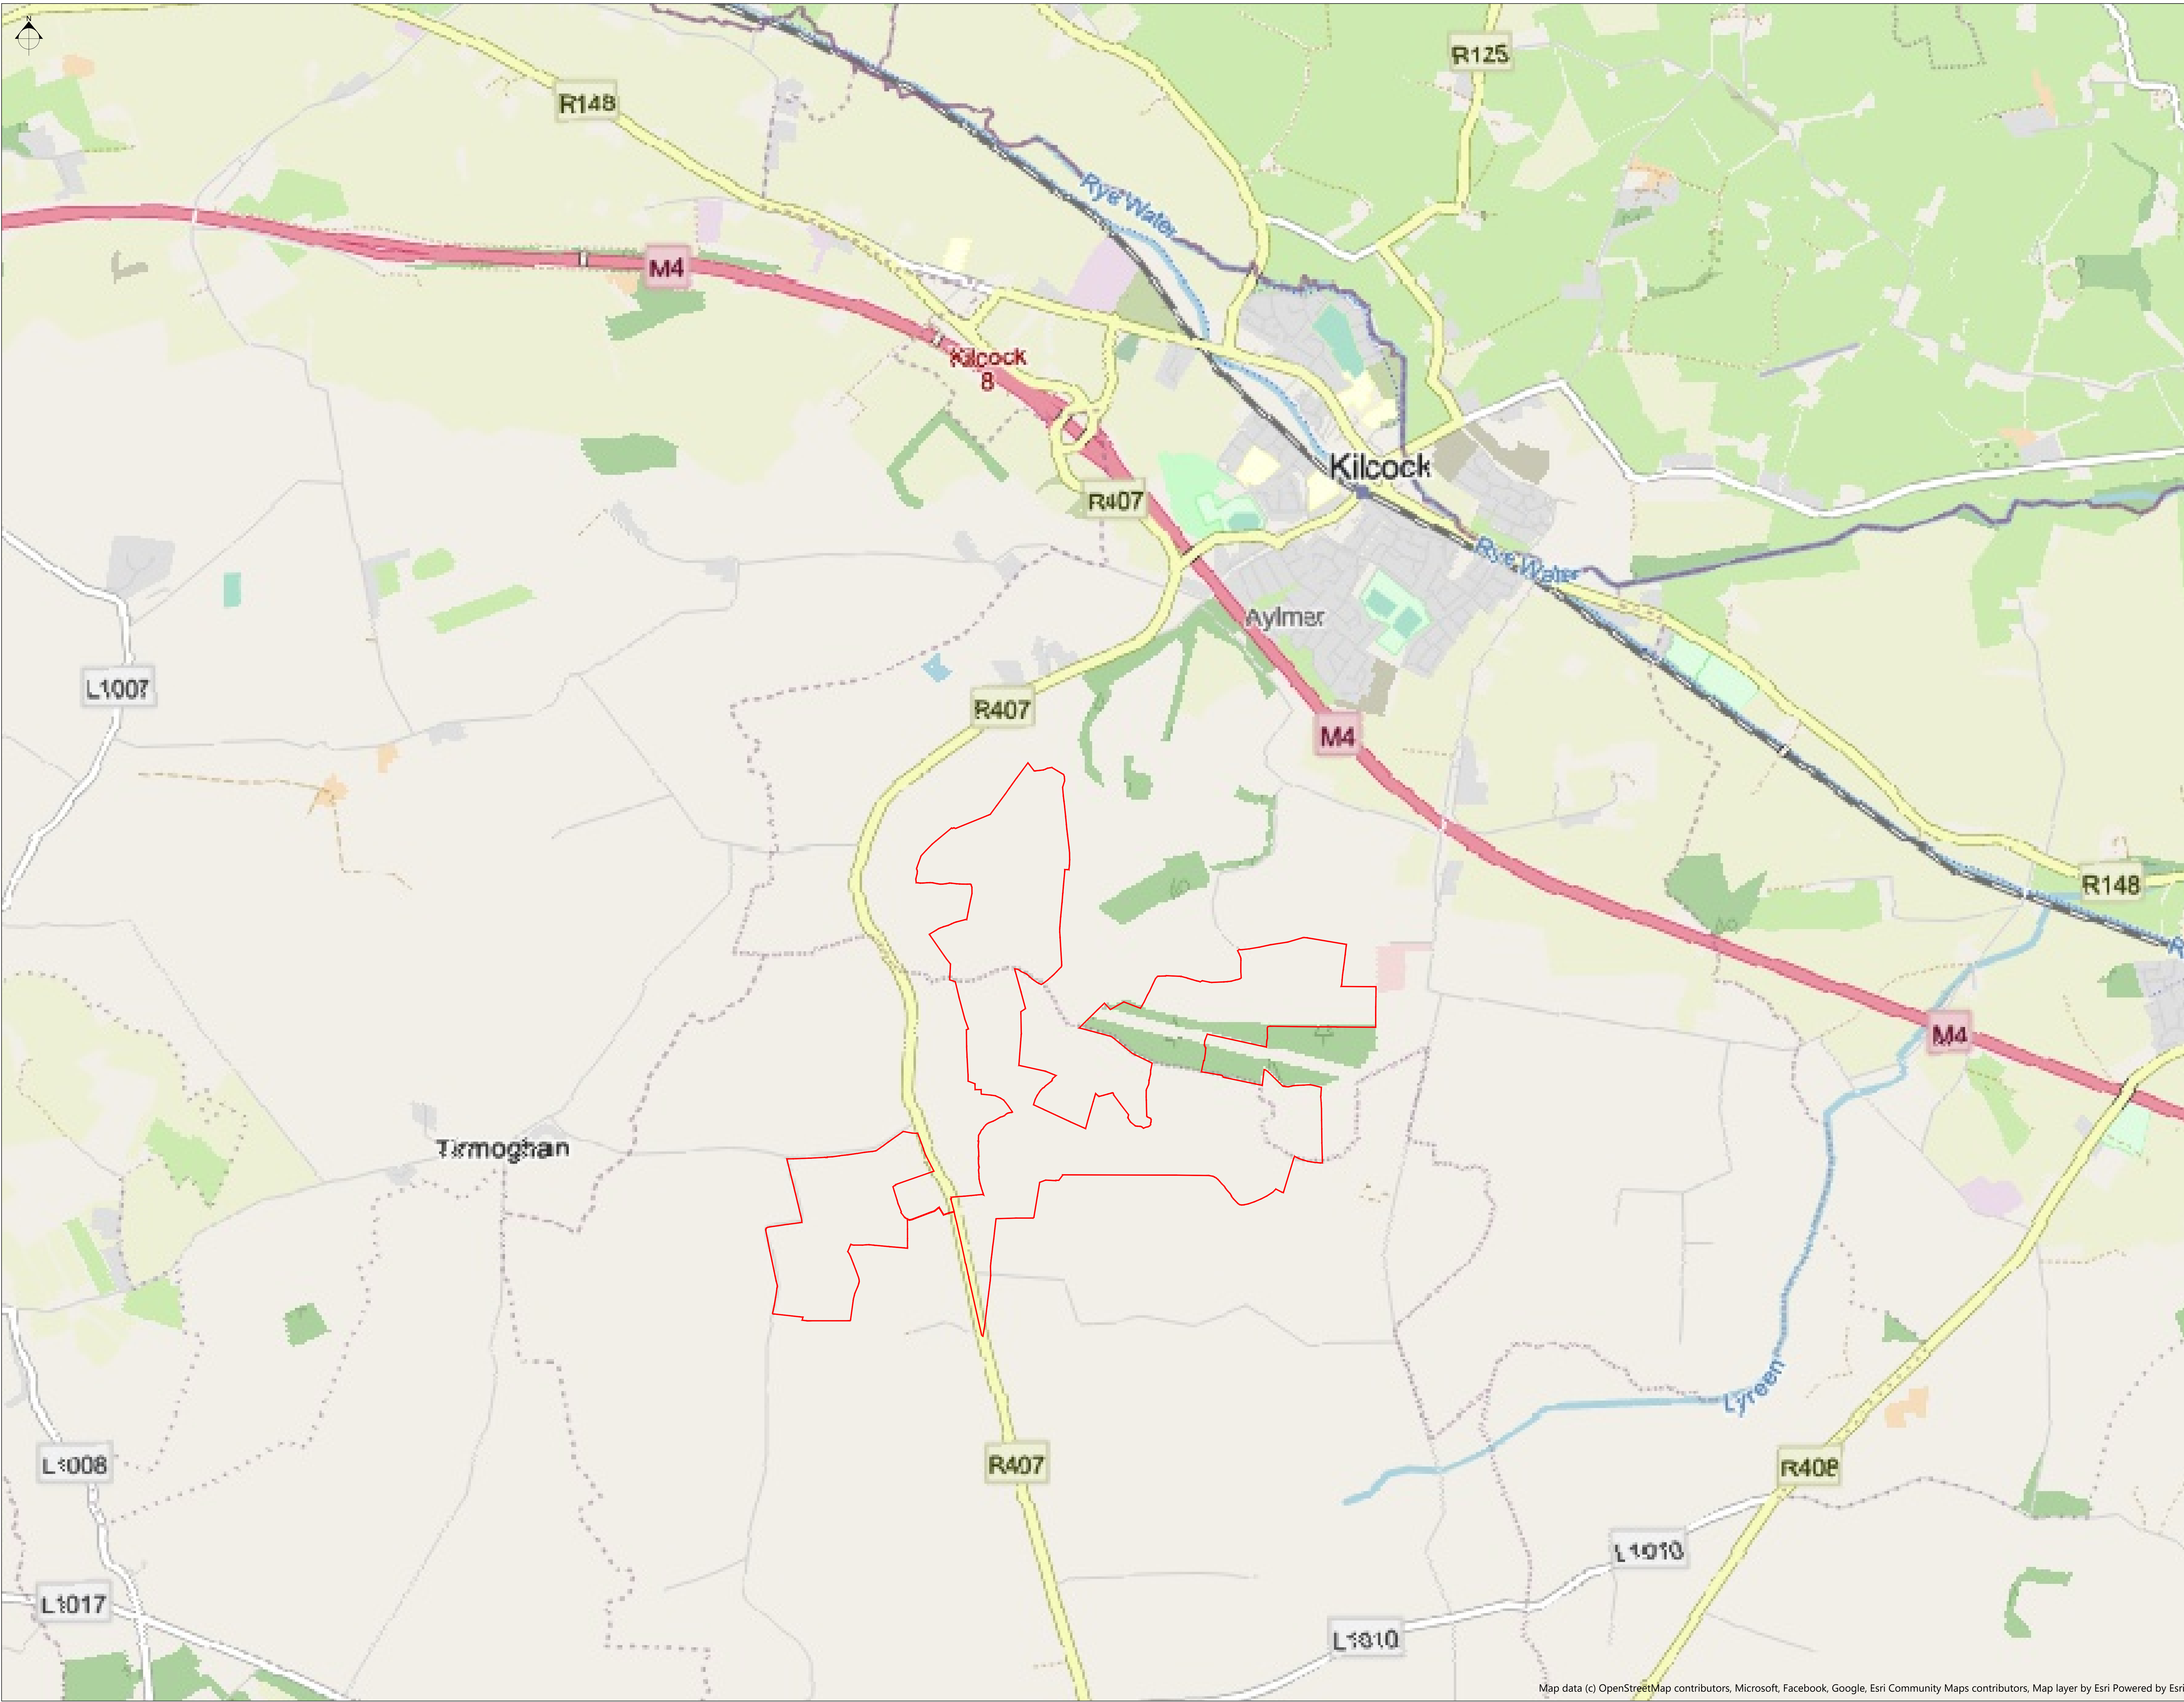 N
R125
R148
Rye Water
M4
Kilcock
8
Kilcock
R407
Rye Water
Aylmer
L1007
R407
M4
R148
R
M4
Tirmoghan
Lyreen
L1008
R407
R408
L1010
L1017
L1010
Map data (c) OpenStreetMap contributors, Microsoft, Facebook, Google, Esri Community Maps contributors, Map layer by Esri Powered by Esri